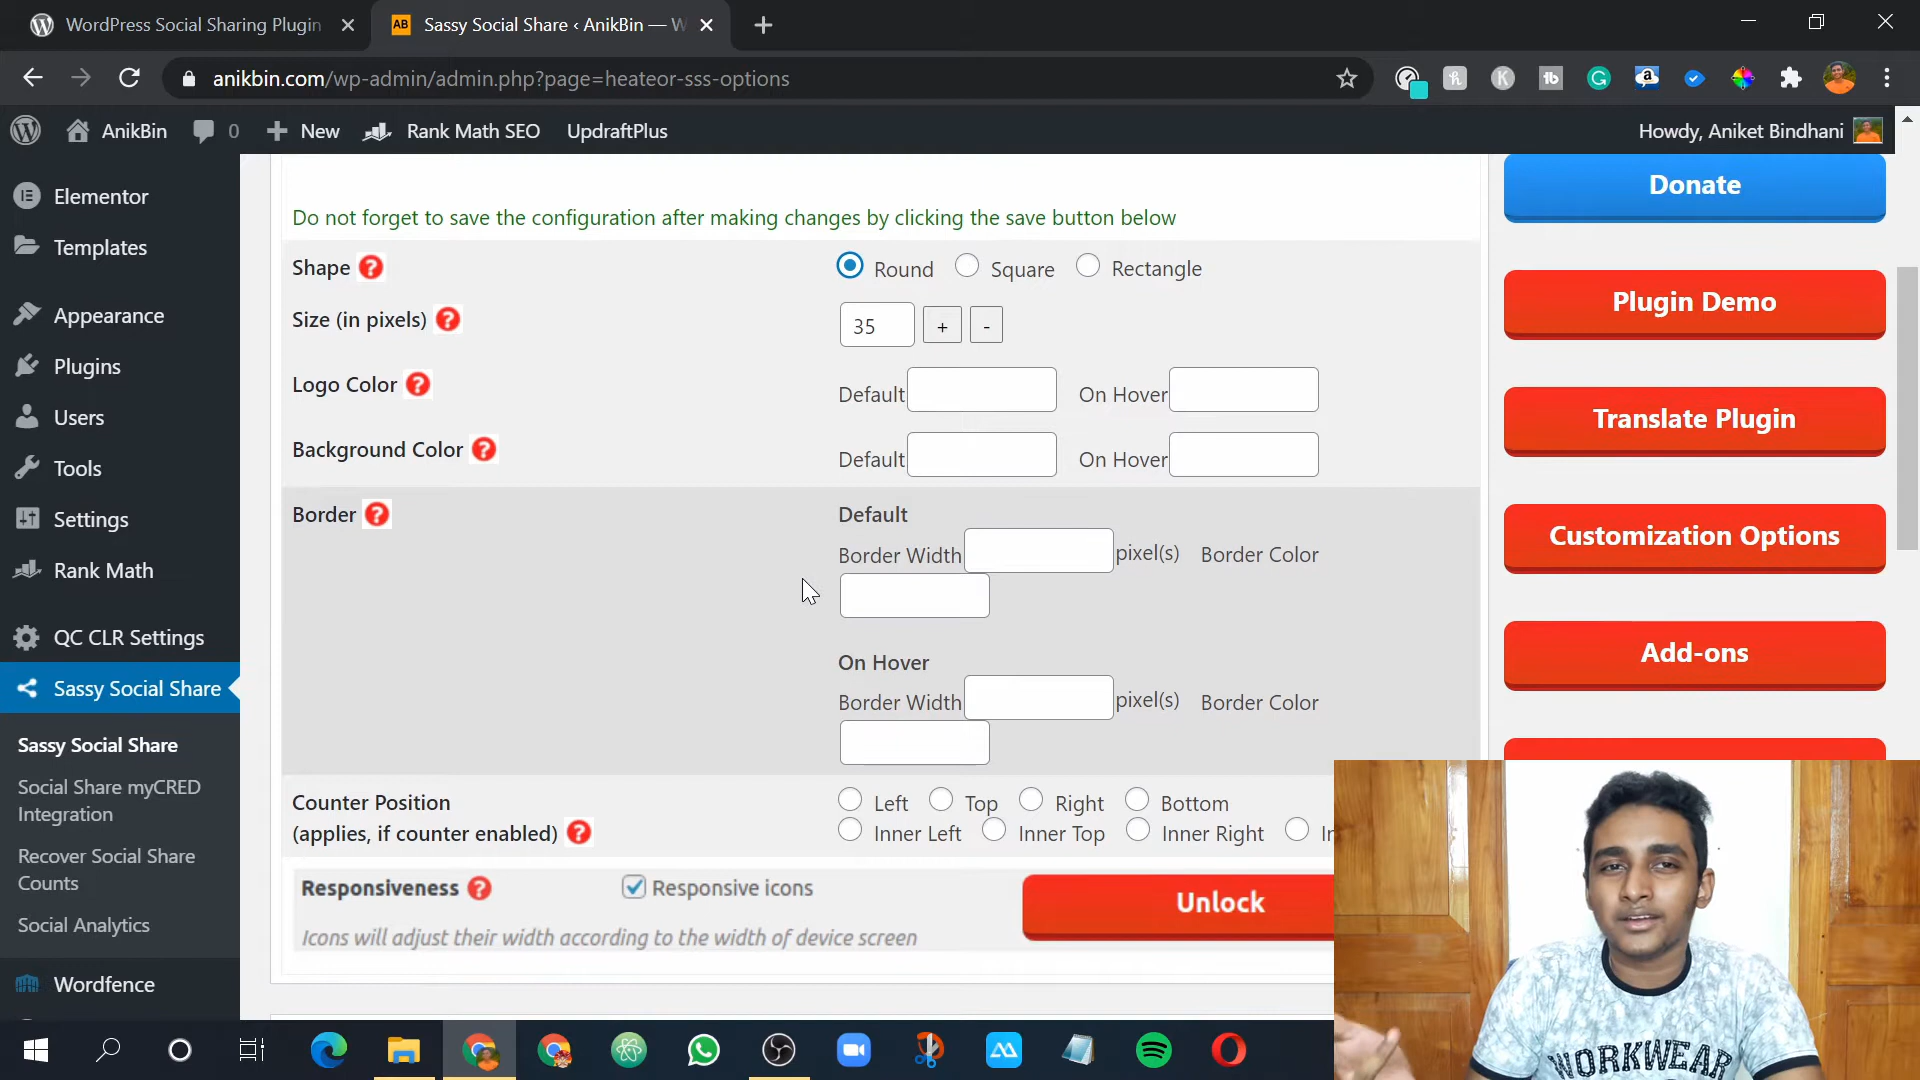 WordPress Social Sharing Plugin
AB Sassy Social Share ‹ AnikBin — W
anikbin.com/wp-admin/admin.php?page=heateor-sss-options
AnikBin 0 New Rank Math SEO UpdraftPlus Howdy, Aniket Bindhani
Elementor
Templates
Appearance
Plugins
Users
Tools
Settings
Rank Math
QC CLR Settings
Sassy Social Share
Sassy Social Share
Social Share myCRED
Integration
Recover Social Share
Counts
Social Analytics
Wordfence
Do not forget to save the configuration after making changes by clicking the save button below
Shape ? Round Square Rectangle
Size (in pixels) ? 35 + -
Logo Color ? Default On Hover
Background Color ? Default On Hover
Border ? Default
Border Width pixel(s) Border Color
On Hover
Border Width pixel(s) Border Color
Counter Position Left Top Right Bottom
(applies, if counter enabled) ? Inner Left Inner Top Inner Right
Responsiveness ? Responsive icons Unlock
Icons will adjust their width according to the width of device screen
Donate
Plugin Demo
Translate Plugin
Customization Options
Add-ons
WORKWEAR